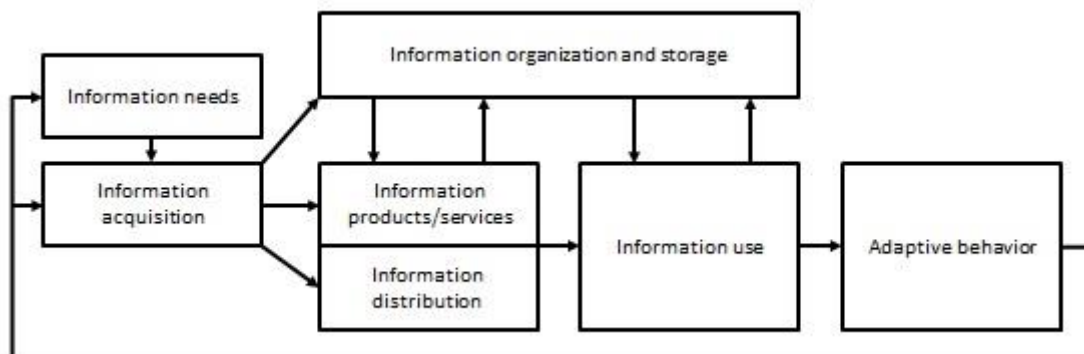 Information organization and storage
Information needs
Information
acquisition
Information
products/services
Information
distribution
Information use
Adaptive behavior